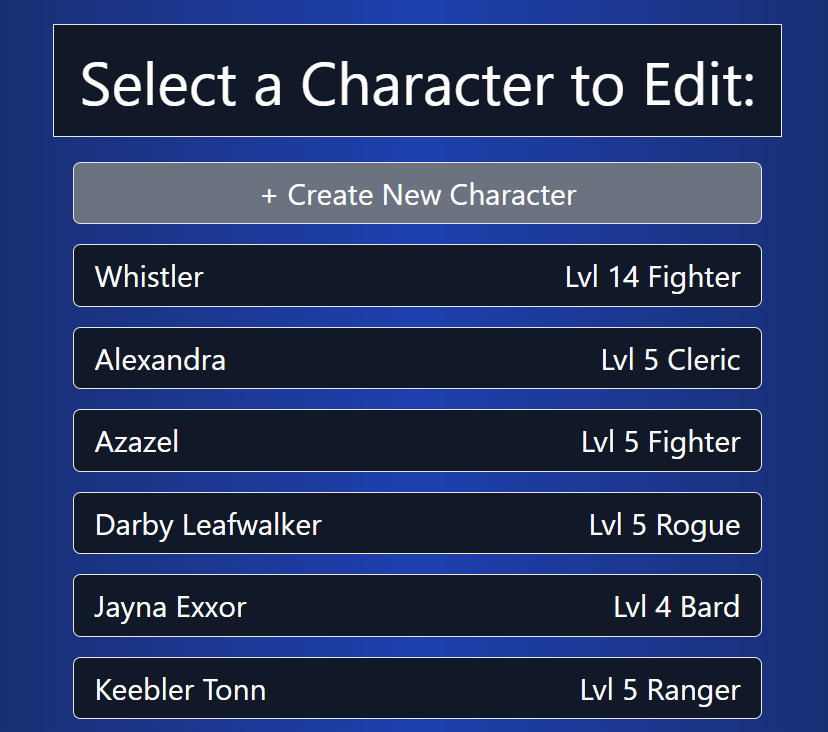 Select a Character to Edit:
+ Create New Character
Whistler Lvl 14 Fighter
Alexandra Lvl 5 Cleric
Azazel Lvl 5 Fighter
Darby Leafwalker Lvl 5 Rogue
Jayna Exxor Lvl 4 Bard
Keebler Tonn Lvl 5 Ranger